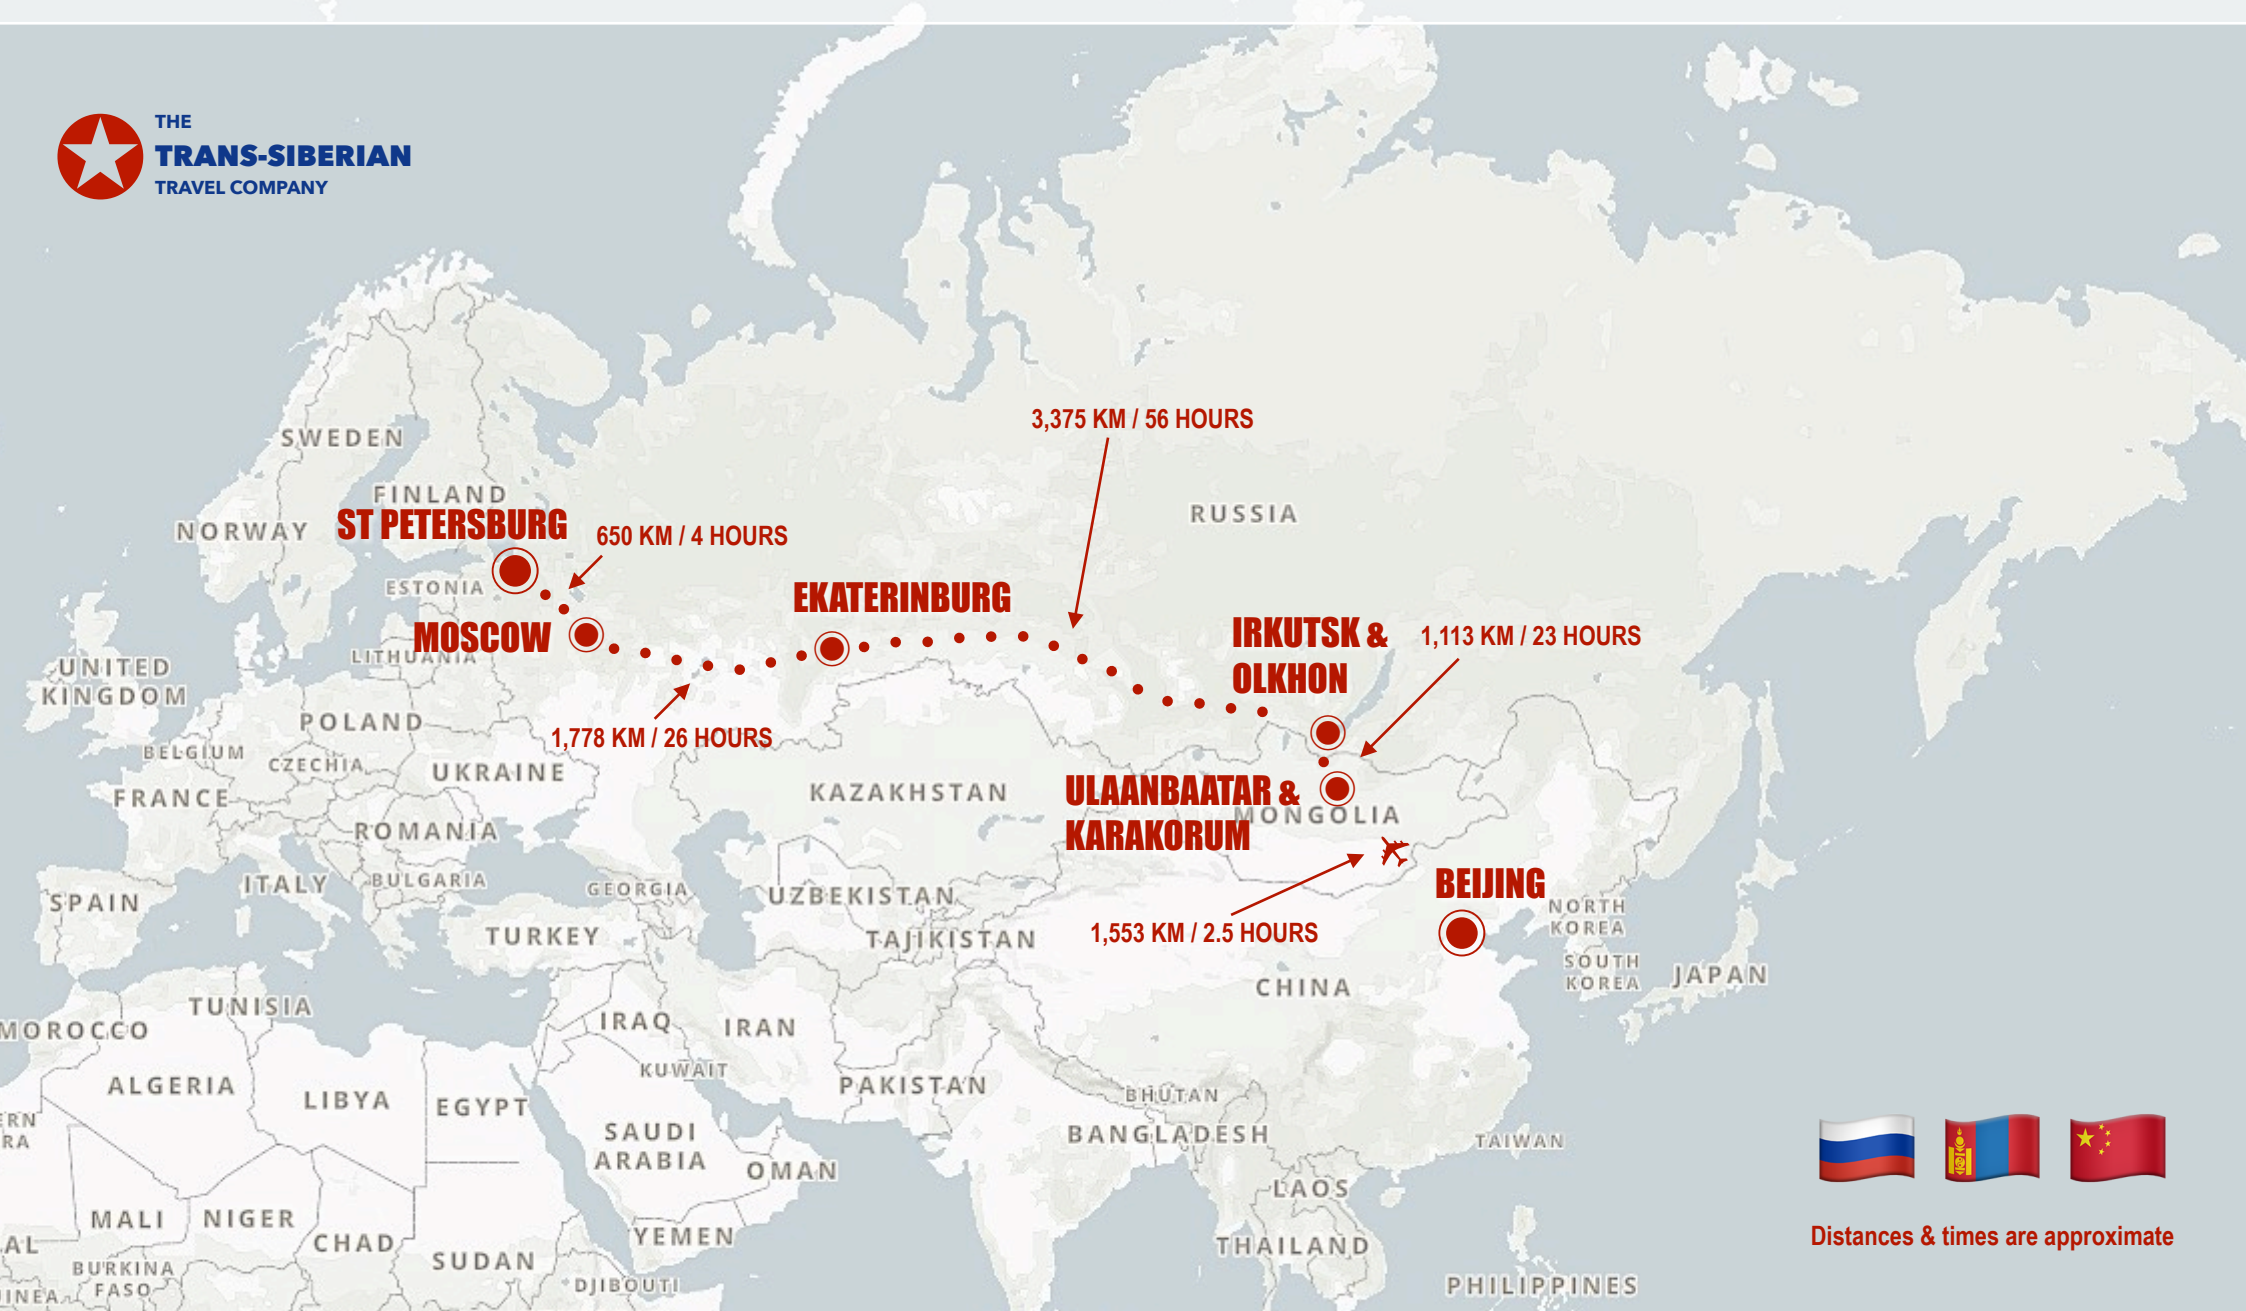 THE
TRANS-SIBERIAN
TRAVEL COMPANY
3,375 KM / 56 HOURS
SWEDEN
FINLAND
NORWAY
ST PETERSBURG
650 KM / 4 HOURS
RUSSIA
ESTONIA
EKATERINBURG
MOSCOW
LITHUANIA
IRKUTSK &
OLKHON
1,113 KM / 23 HOURS
UNITED
KINGDOM
POLAND
1,778 KM / 26 HOURS
BELGIUM
CZECHIA
UKRAINE
KAZAKHSTAN
ULAANBAATAR &
KARAKORUM
MONGOLIA
FRANCE
ROMANIA
ITALY
BULGARIA
GEORGIA
UZBEKISTAN
BEIJING
SPAIN
NORTH
KOREA
TURKEY
TAJIKISTAN
1,553 KM / 2.5 HOURS
SOUTH
KOREA
JAPAN
CHINA
TUNISIA
MOROCCO
IRAQ
IRAN
KUWAIT
ALGERIA
LIBYA
EGYPT
PAKISTAN
BHUTAN
ERN
RA
SAUDI
ARABIA
OMAN
BANGLADESH
TAIWAN
LAOS
MALI
NIGER
CHAD
AL
YEMEN
SUDAN
THAILAND
Distances & times are approximate
BURKINA
FASO
INEA
DJIBOUTI
PHILIPPINES